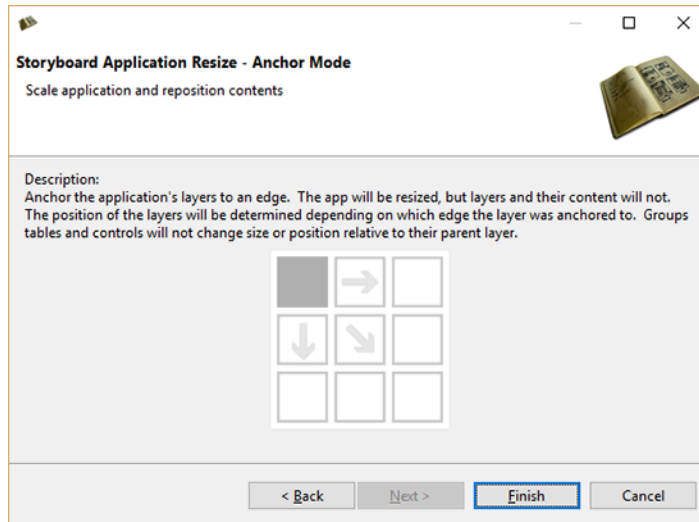 Storyboard Application Resize - Anchor Mode
Scale application and reposition contents
Description:
Anchor the application's layers to an edge.  The app will be resized, but layers and their content will not.
The position of the layers will be determined depending on which edge the layer was anchored to.  Groups
tables and controls will not change size or position relative to their parent layer.
< Back
Next >
Finish
Cancel